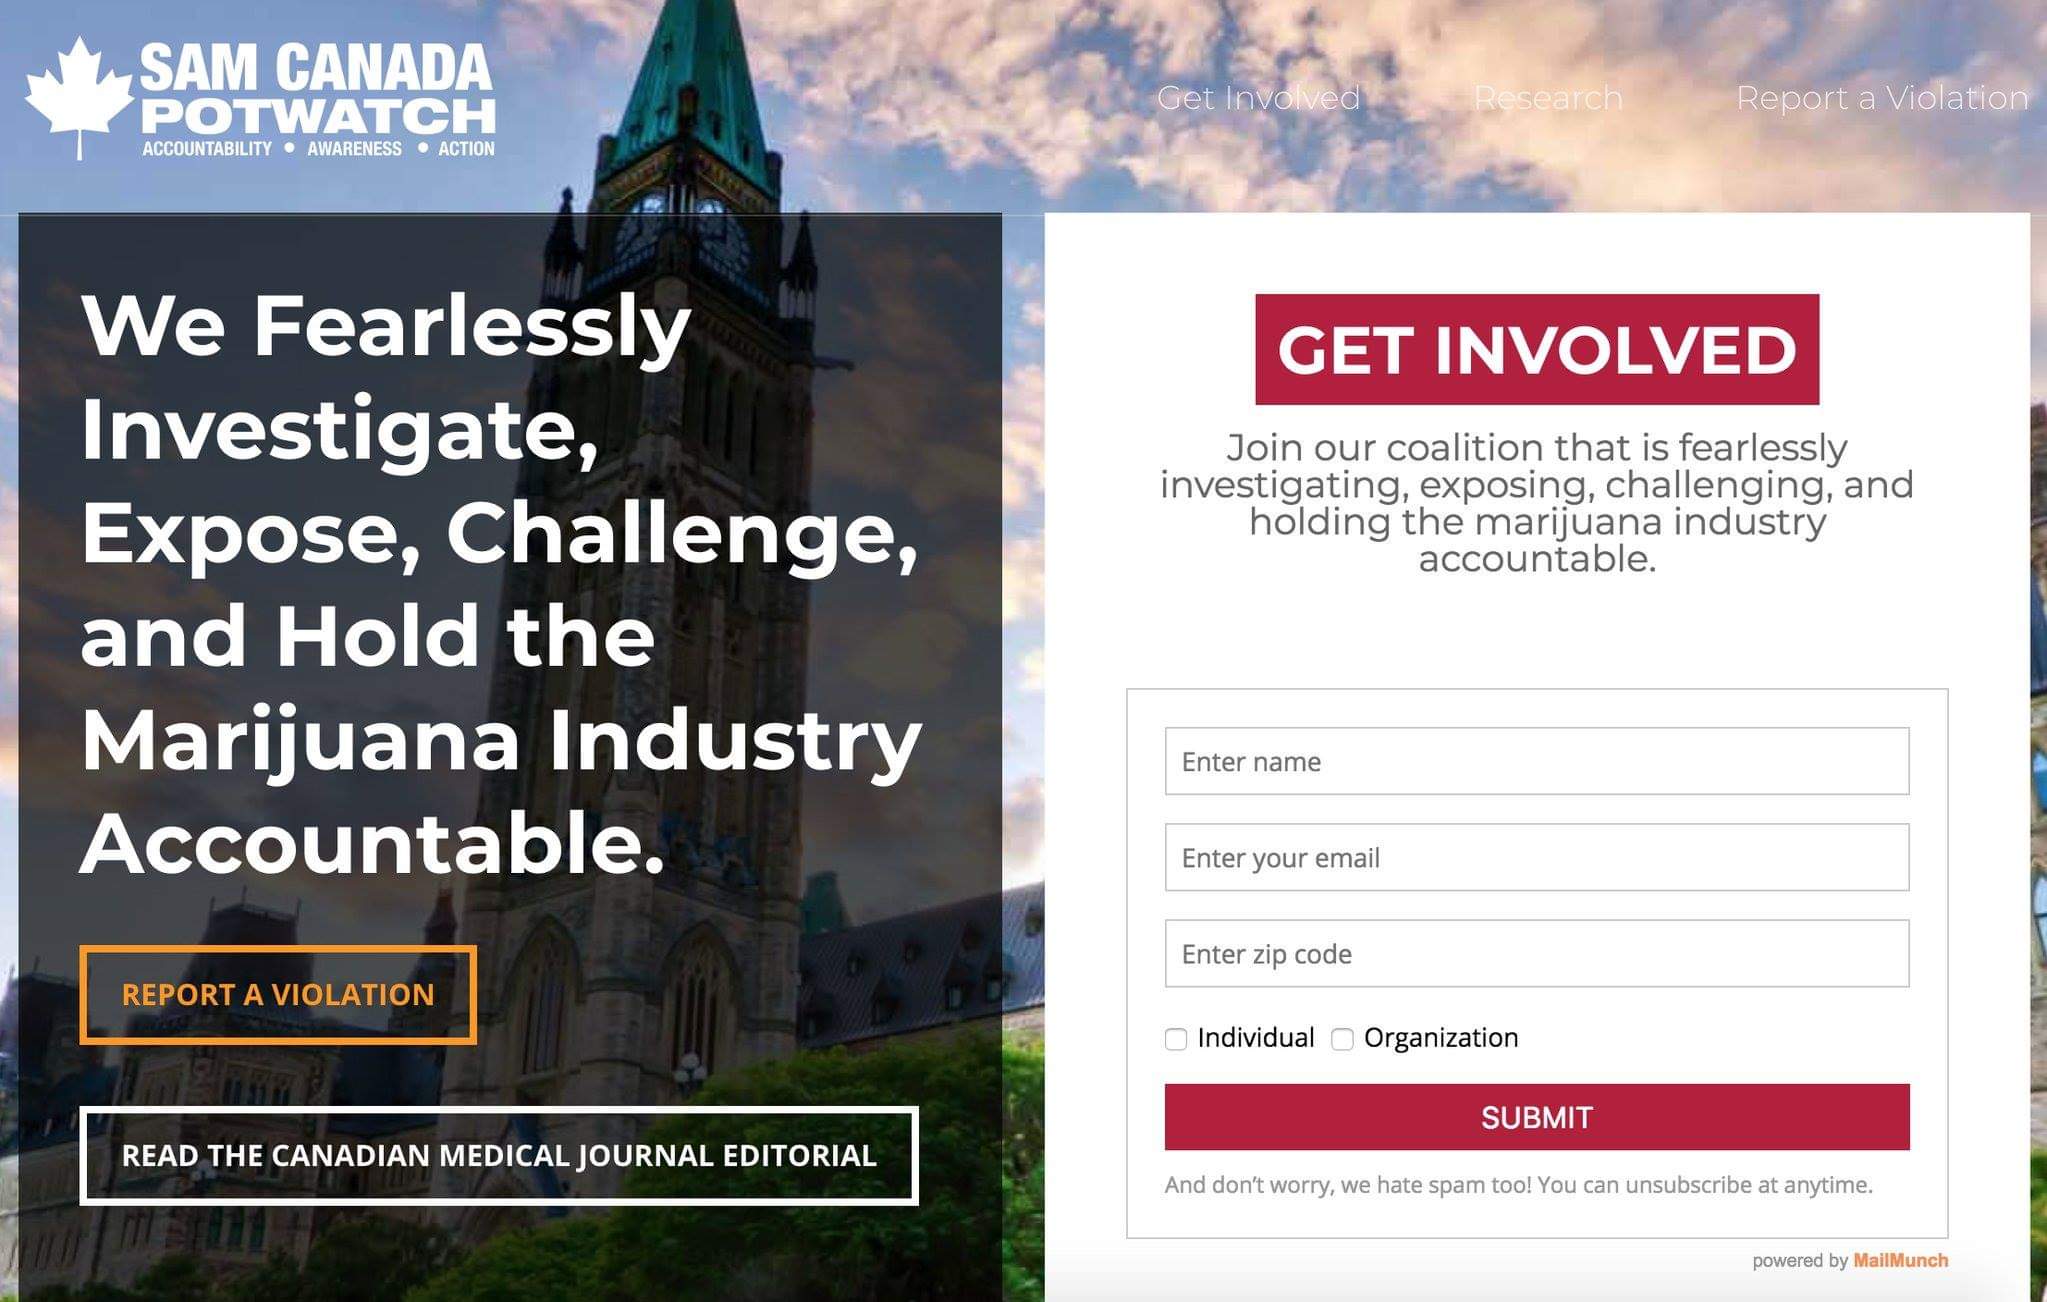 SAM CANADA
POTWATCH
ACCOUNTABILITY • AWARENESS • ACTION
Get Involved
Research
Report a Violation
We Fearlessly
Investigate,
Expose, Challenge,
and Hold the
Marijuana Industry
Accountable.
REPORT A VIOLATION
READ THE CANADIAN MEDICAL JOURNAL EDITORIAL
GET INVOLVED
Join our coalition that is fearlessly
investigating, exposing, challenging, and
holding the marijuana industry
accountable.
Enter name
Enter your email
Enter zip code
Individual
Organization
SUBMIT
And don't worry, we hate spam too! You can unsubscribe at anytime.
powered by MailMunch